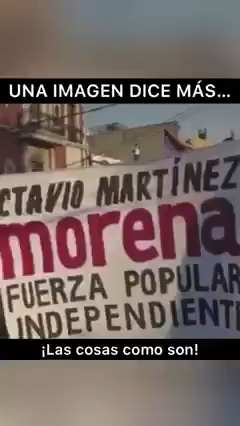 UNA IMAGEN DICE MÁS...
CTAVIO MARTÍNEZ
morena
FUERZA POPULAR
INDEPENDIENT
¡Las cosas como son!